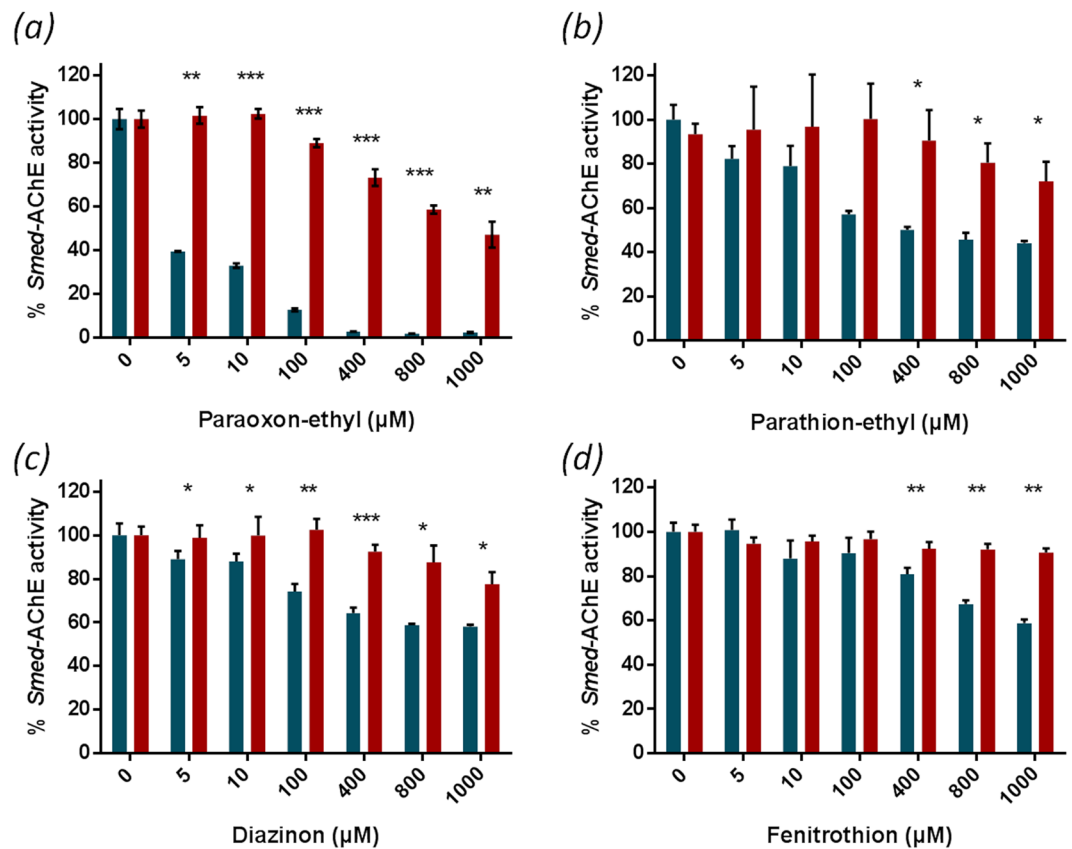 (a)
120
100
80
60
40
20
0
% Smed-AChE activity
** *** *** *** *** **
0 5 10 100 400 800 1000
Paraoxon-ethyl (µM)
(b)
120
100
80
60
40
20
0
% Smed-AChE activity
* * *
0 5 10 100 400 800 1000
Parathion-ethyl (µM)
(c)
120
100
80
60
40
20
0
% Smed-AChE activity
* * ** *** * *
0 5 10 100 400 800 1000
Diazinon (µM)
(d)
120
100
80
60
40
20
0
% Smed-AChE activity
** ** **
0 5 10 100 400 800 1000
Fenitrothion (µM)